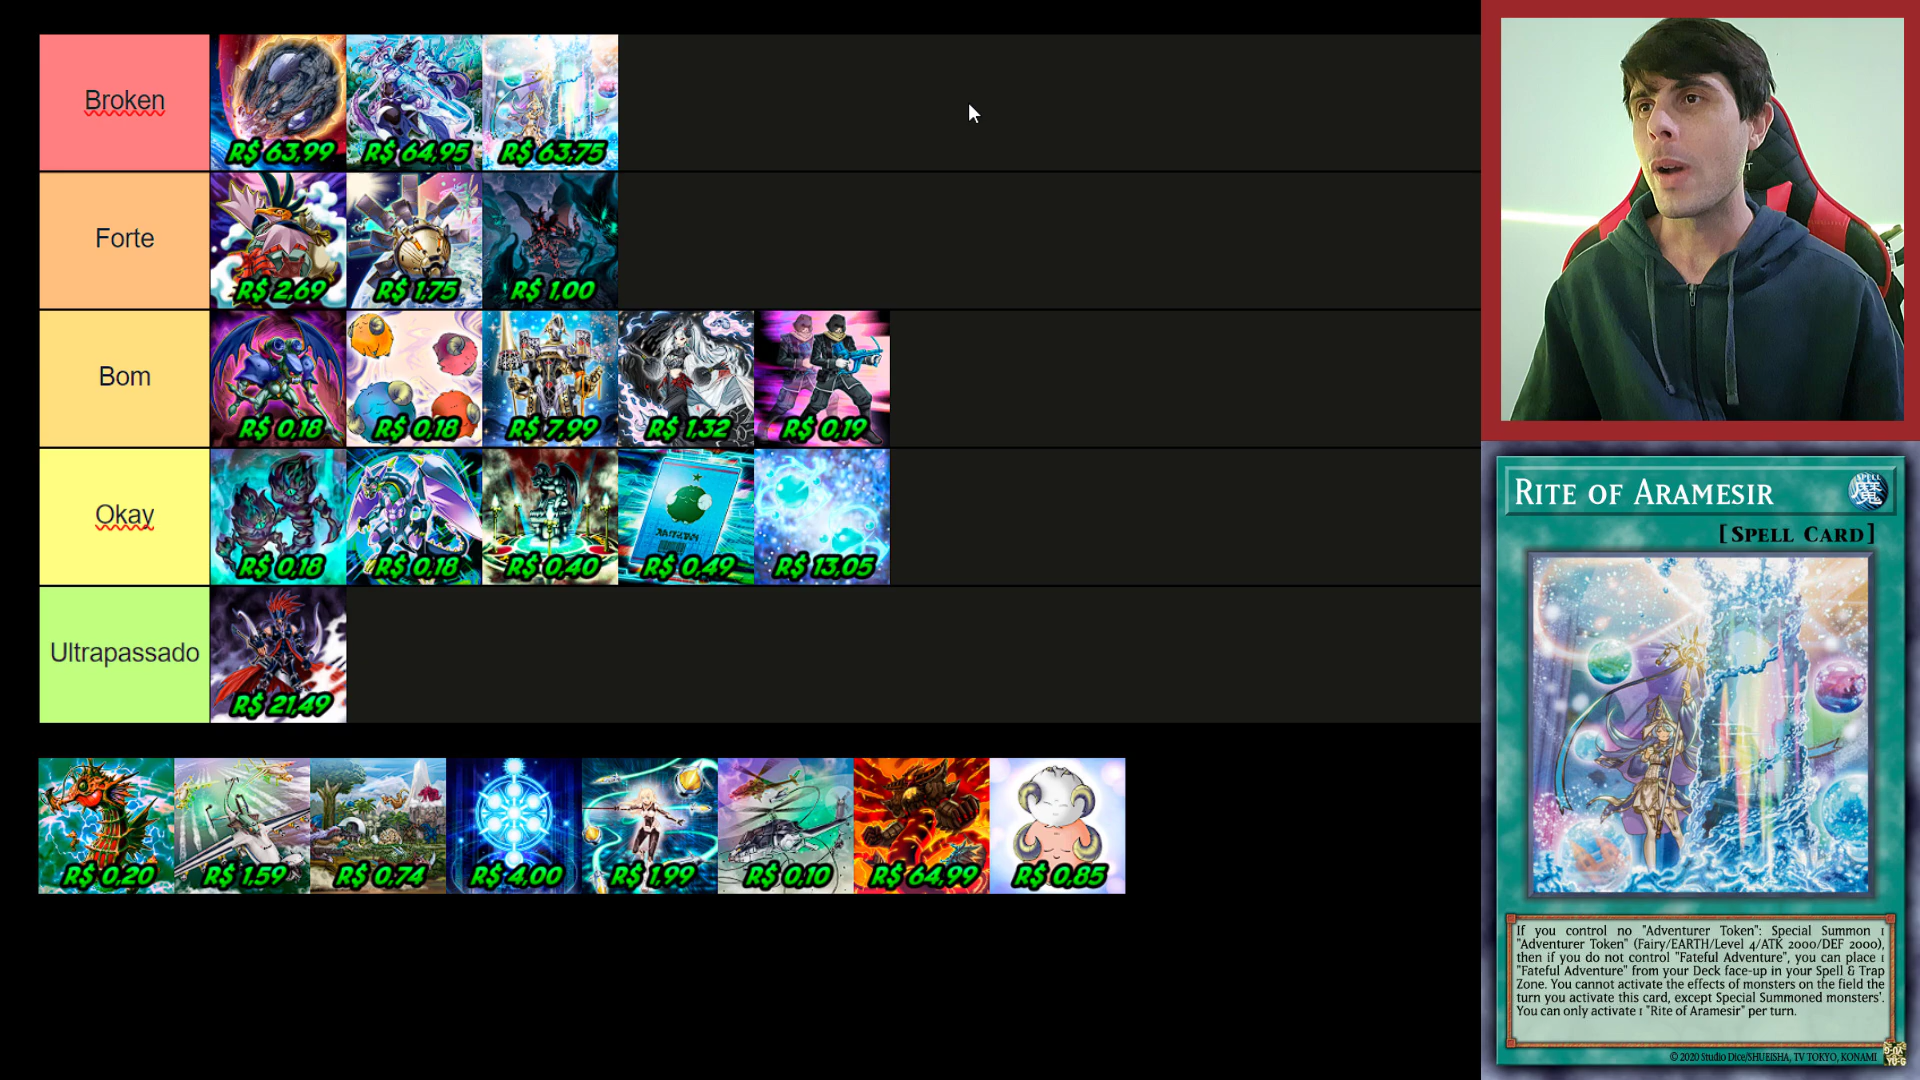 Broken
R$ 63,99
R$ 64,95
R$ 63,75
Forte
R$ 2,69
R$ 1,75
R$ 1,00
Bom
R$ 0,18
R$ 0,18
R$ 7,99
R$ 1,32
R$ 0,19
Okay
R$ 0,18
R$ 0,18
R$ 0,40
R$ 0,49
R$ 13,05
Ultrapassado
R$ 21,49
R$ 0,20
R$ 1,59
R$ 0,74
R$ 4,00
R$ 1,99
R$ 0,10
R$ 64,99
R$ 0,85
Rite of Aramesir
SPELL
魔
[Spell Card]
If you control no "Adventurer Token": Special Summon 1
"Adventurer Token" (Fairy/EARTH/Level 4/ATK 2000/DEF 2000),
then if you do not control "Fateful Adventure", you can place 1
"Fateful Adventure" from your Deck face-up in your Spell & Trap
Zone. You cannot activate the effects of monsters on the field the
turn you activate this card, except Special Summoned monsters'.
You can only activate 1 "Rite of Aramesir" per turn.
© 2020 Studio Dice/SHUEISHA, TV TOKYO, KONAMI